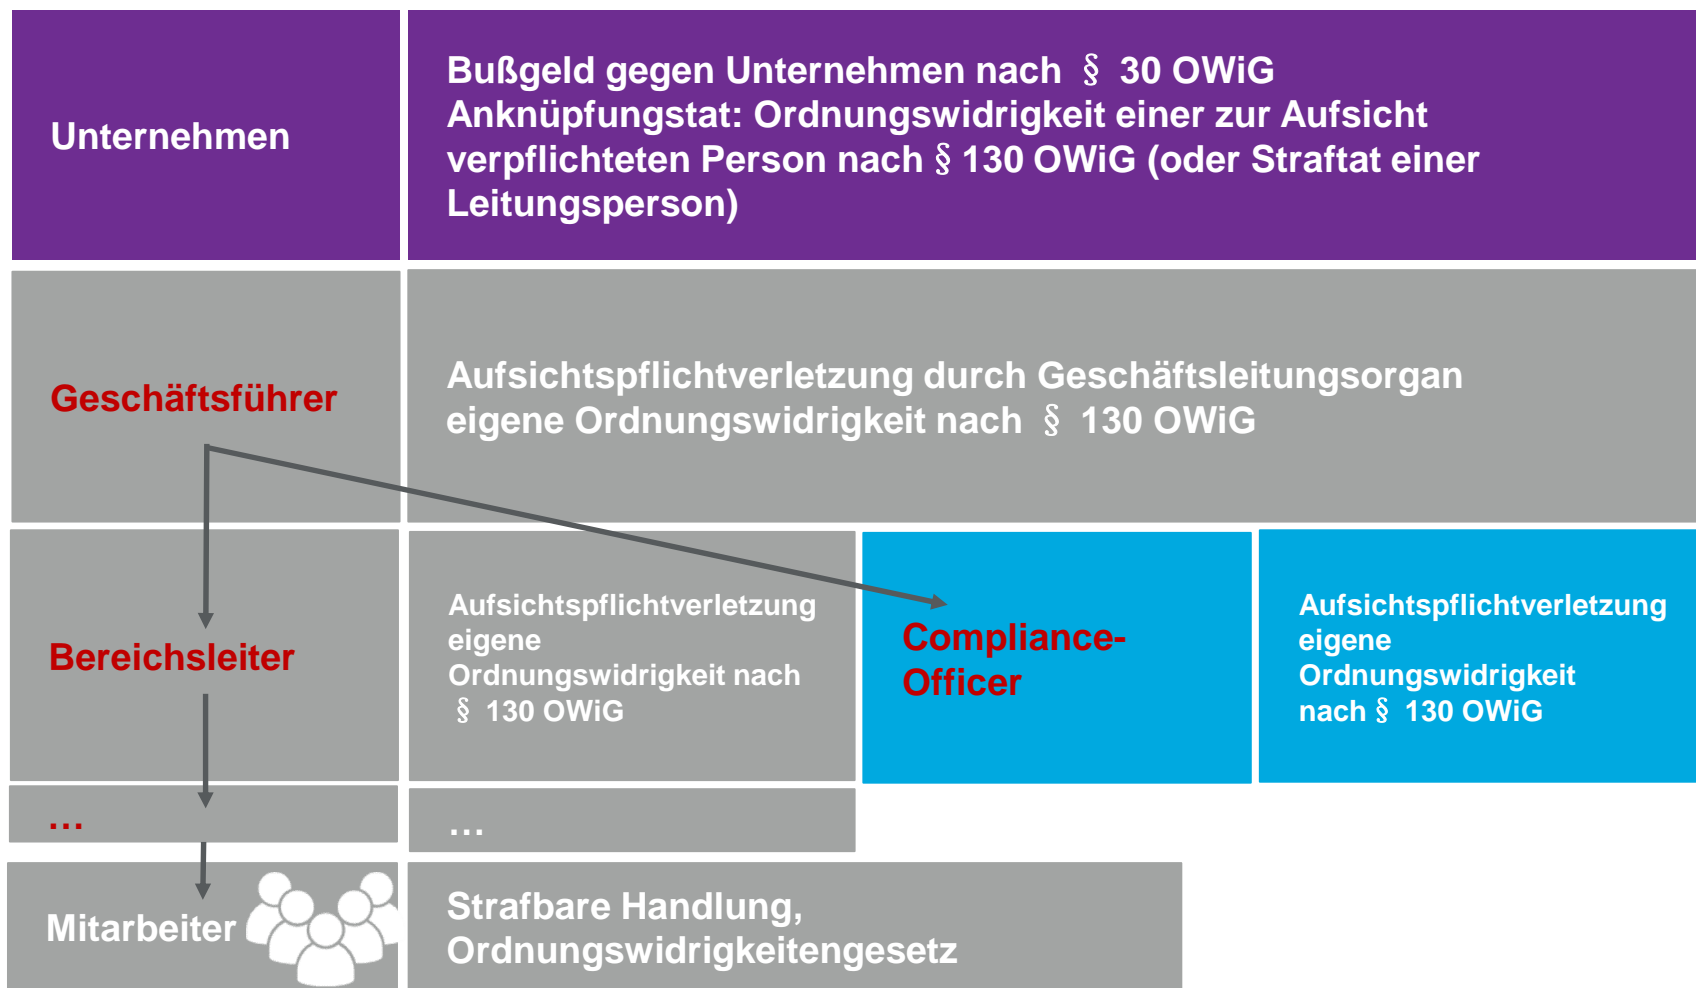 Unternehmen
Bußgeld gegen Unternehmen nach § 30 OWiG
Anknüpfungstat: Ordnungswidrigkeit einer zur Aufsicht
verpflichteten Person nach § 130 OWiG (oder Straftat einer
Leitungsperson)
Geschäftsführer
Aufsichtspflichtverletzung durch Geschäftsleitungsorgan
eigene Ordnungswidrigkeit nach § 130 OWiG
Bereichsleiter
Aufsichtspflichtverletzung
eigene
Ordnungswidrigkeit nach
§ 130 OWiG
Compliance-
Officer
Aufsichtspflichtverletzung
eigene
Ordnungswidrigkeit
nach § 130 OWiG
…
…
Mitarbeiter
Strafbare Handlung,
Ordnungswidrigkeitengesetz